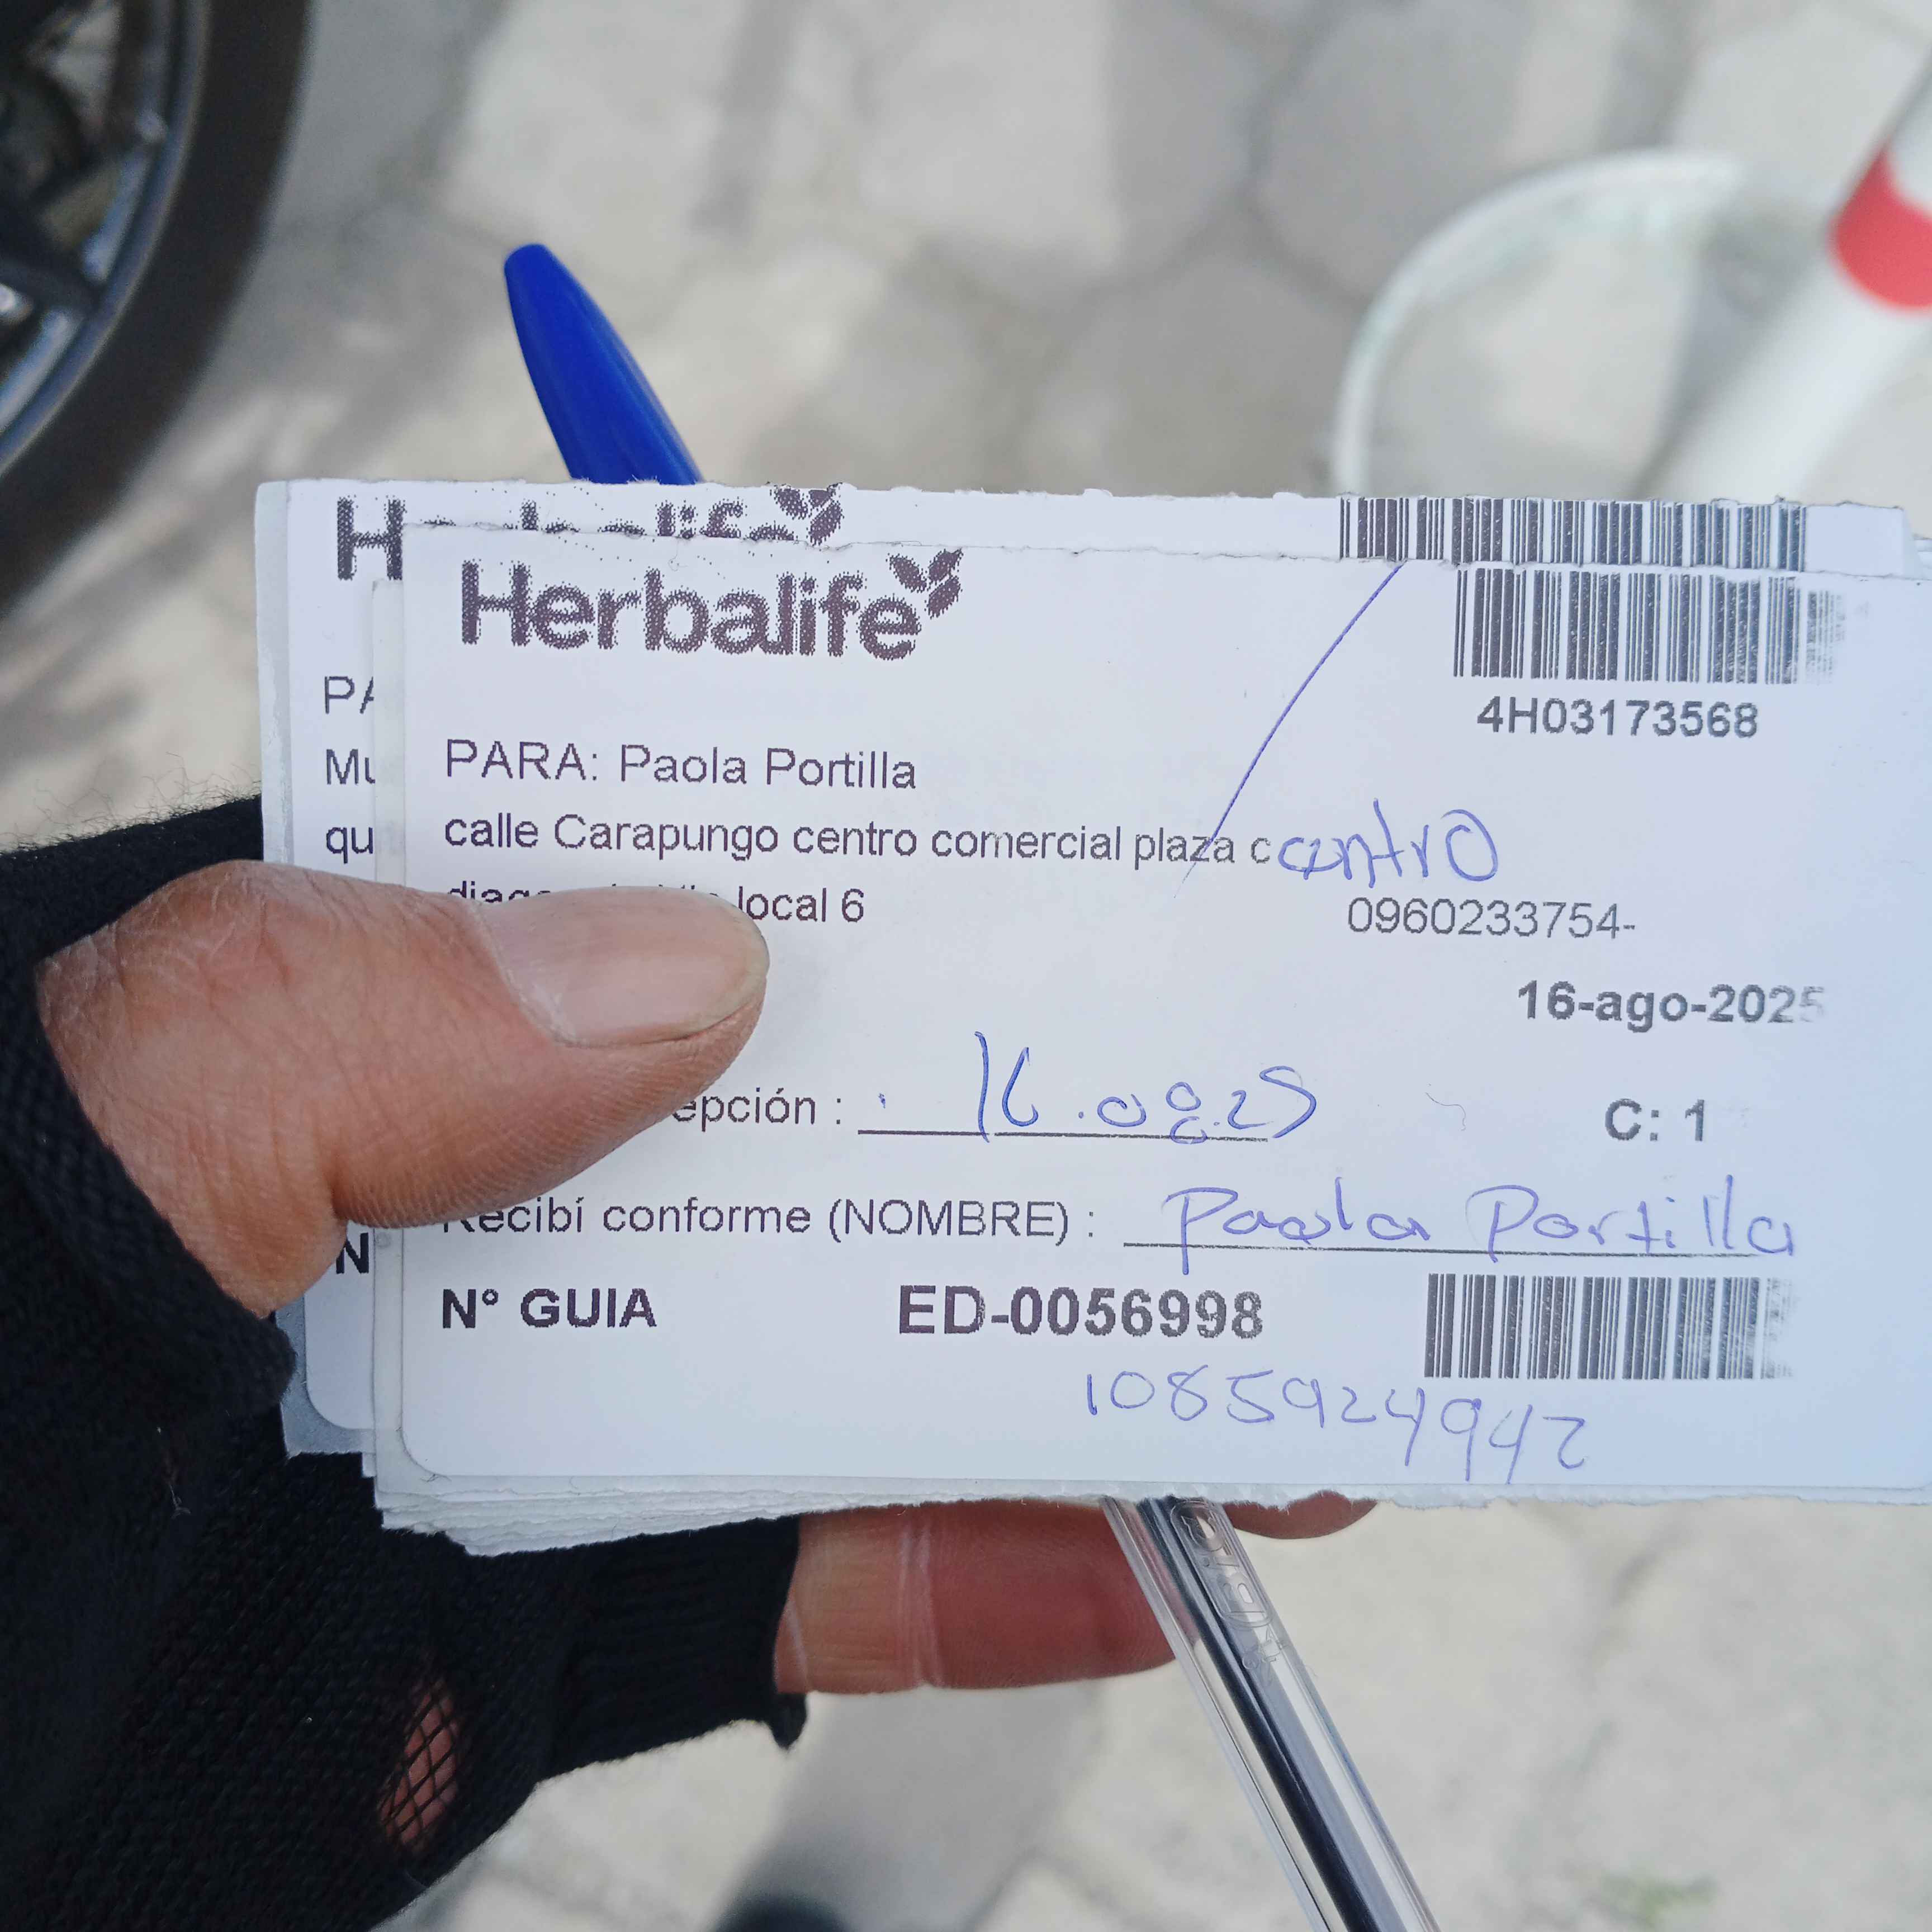 Herbalife
4H03173568
PARA: Paola Portilla
calle Carapungo centro comercial plaza c centro
local 6
0960233754-
16-ago-2025
epción : 16.08.25
C: 1
Recibí conforme (NOMBRE) : Paola Portilla
N° GUIA ED-0056998
1085924942